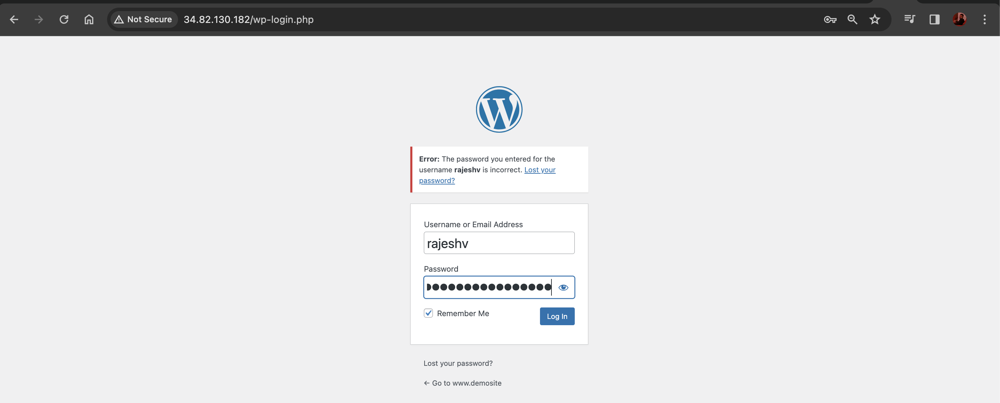 Not Secure 34.82.130.182/wp-login.php
Error: The password you entered for the
username rajeshv is incorrect. Lost your
password?
Username or Email Address
rajeshv
Password
Remember Me
Log In
Lost your password?
← Go to www.demosite